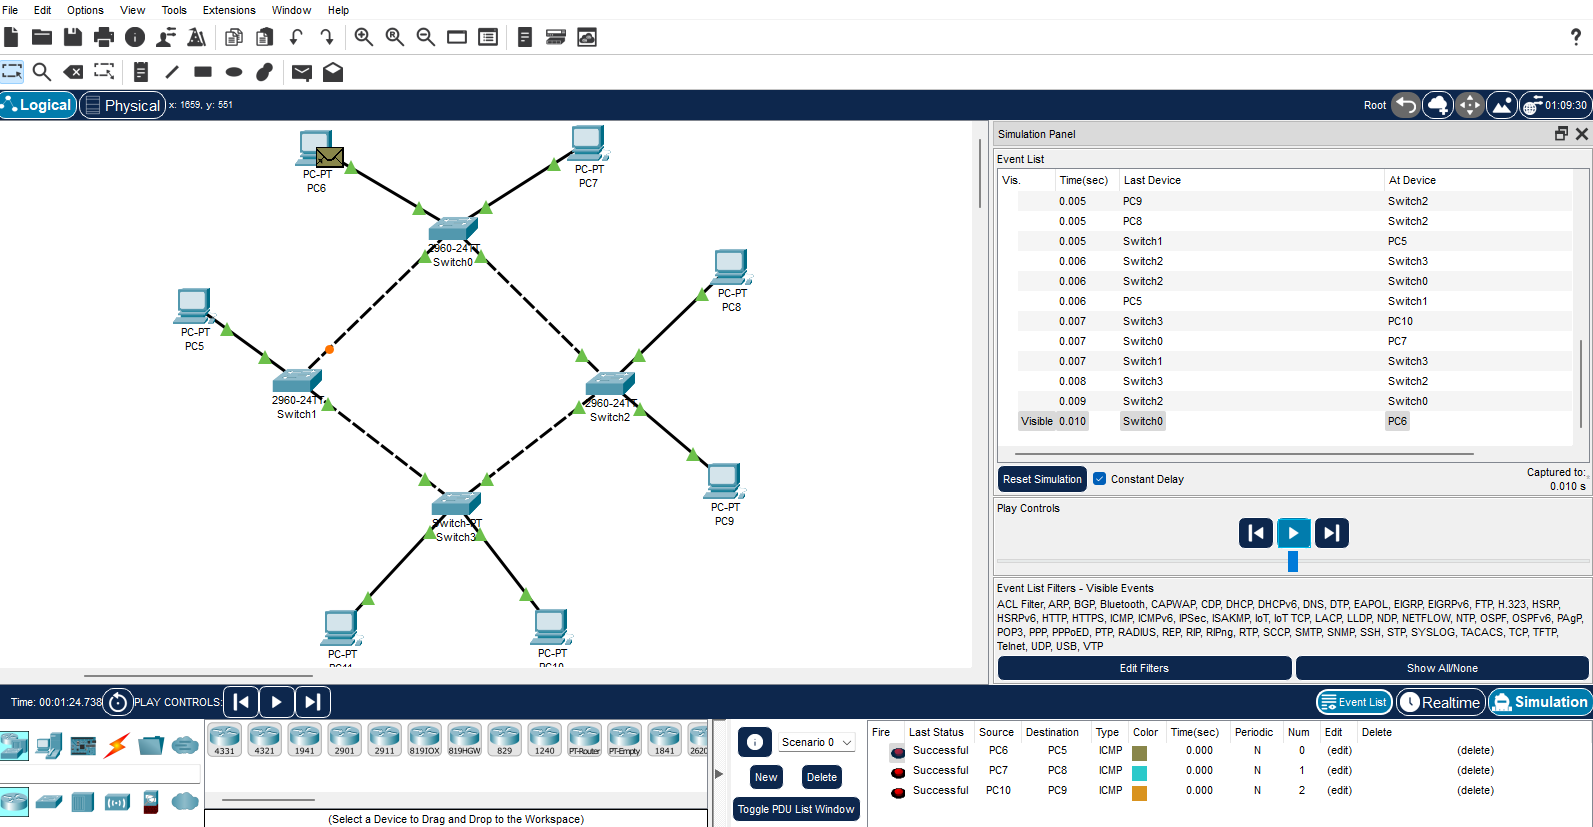 File Edit Options View Tools Extensions Window Help
?
Logical Physical x: 1659, y: 551 Root 01:09:30
PC-PT
PC6
PC-PT
PC7
2960-24TT
Switch0
PC-PT
PC8
PC-PT
PC5
2960-24TT
Switch1
2960-24TT
Switch2
PC-PT
PC9
Switch-PT
Switch3
PC-PT
PC11
PC-PT
PC10
Simulation Panel
Event List
Vis. Time(sec) Last Device At Device
0.005 PC9 Switch2
0.005 PC8 Switch2
0.005 Switch1 PC5
0.006 Switch2 Switch3
0.006 Switch2 Switch0
0.006 PC5 Switch1
0.007 Switch3 PC10
0.007 Switch0 PC7
0.007 Switch1 Switch3
0.008 Switch3 Switch2
0.009 Switch2 Switch0
Visible 0.010 Switch0 PC6
Reset Simulation Constant Delay Captured to:*
0.010 s
Play Controls
Event List Filters - Visible Events
ACL Filter, ARP, BGP, Bluetooth, CAPWAP, CDP, DHCP, DHCPv6, DNS, DTP, EAPOL, EIGRP, EIGRPv6, FTP, H.323, HSRP,
HSRPv6, HTTP, HTTPS, ICMP, ICMPv6, IPSec, ISAKMP, IoT, IoT TCP, LACP, LLDP, NDP, NETFLOW, NTP, OSPF, OSPFv6, PAgP,
POP3, PPP, PPPoED, PTP, RADIUS, REP, RIP, RIPng, RTP, SCCP, SMTP, SNMP, SSH, STP, SYSLOG, TACACS, TCP, TFTP,
Telnet, UDP, USB, VTP
Edit Filters Show All/None
Time: 00:01:24.738 PLAY CONTROLS: Event List Realtime Simulation
4331 4321 1941 2901 2911 819IOX 819HGW 829 1240 PT-Router PT-Empty 1841 2620
(Select a Device to Drag and Drop to the Workspace)
Scenario 0
New Delete
Toggle PDU List Window
Fire Last Status Source Destination Type Color Time(sec) Periodic Num Edit Delete
Successful PC6 PC5 ICMP 0.000 N 0 (edit) (delete)
Successful PC7 PC8 ICMP 0.000 N 1 (edit) (delete)
Successful PC10 PC9 ICMP 0.000 N 2 (edit) (delete)